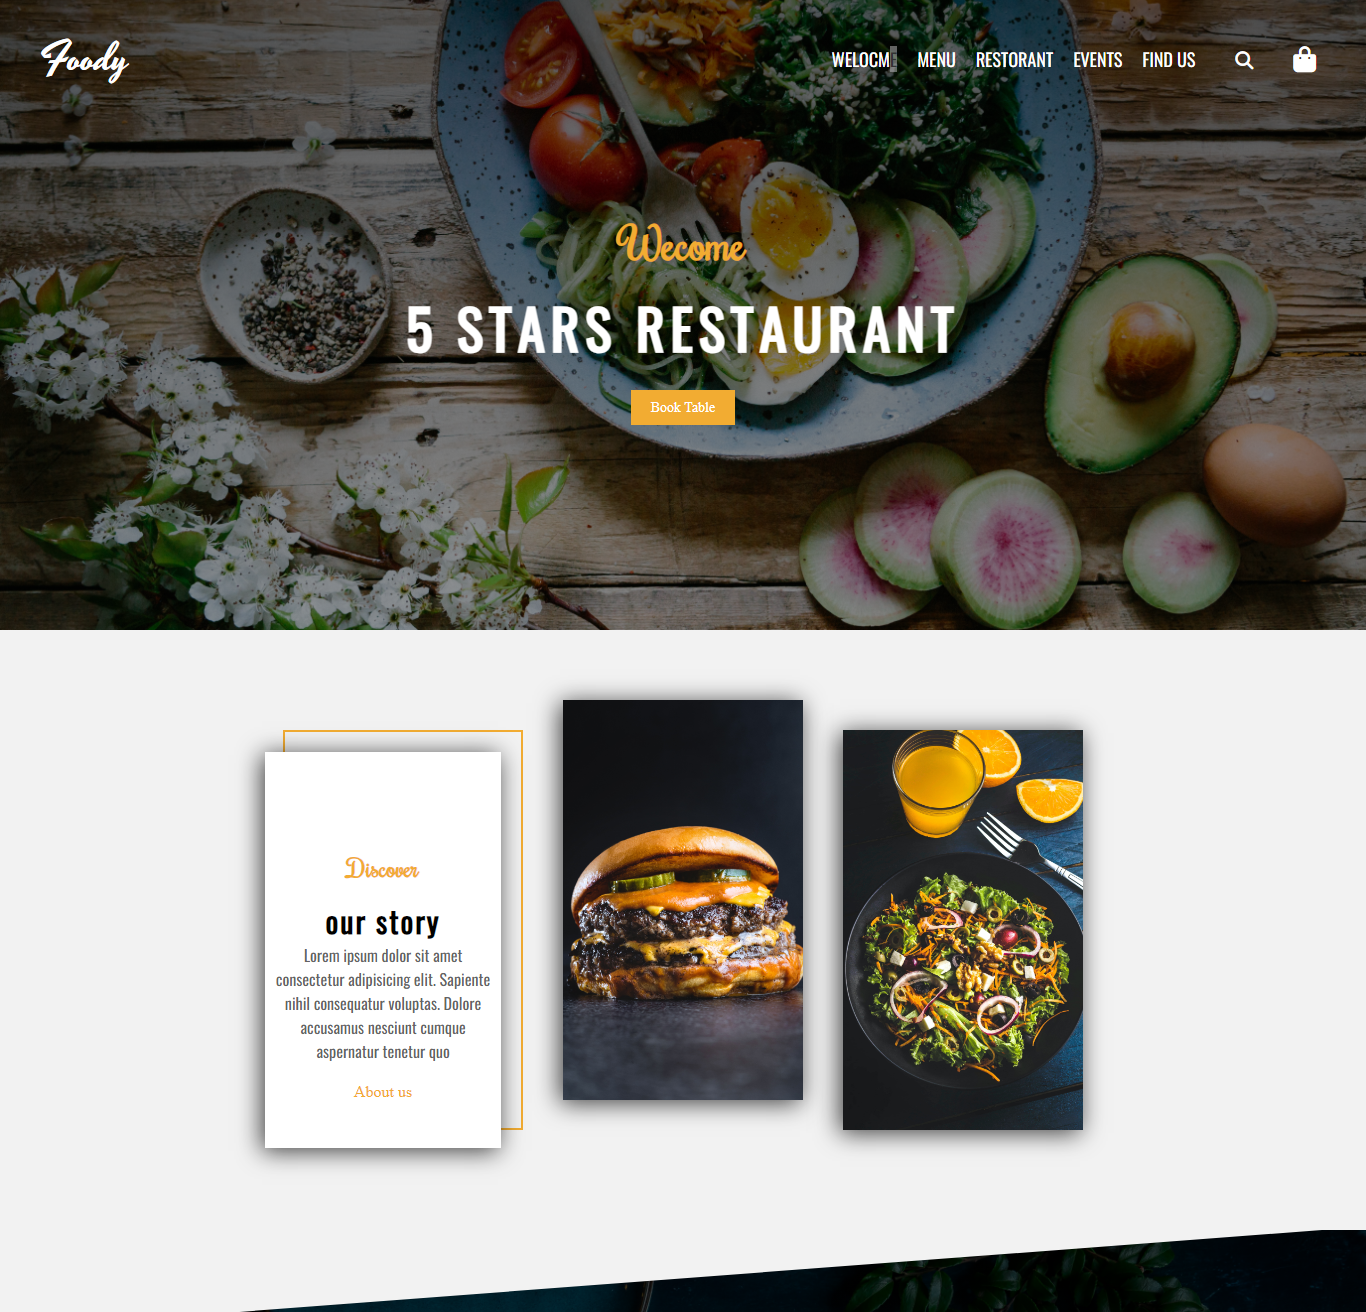 Foody
WELOCM MENU RESTORANT EVENTS FIND US
Wecome
5 STARS RESTAURANT
Book Table
Discover
our story
Lorem ipsum dolor sit amet
consectetur adipisicing elit. Sapiente
nihil consequatur voluptas. Dolore
accusamus nesciunt cumque
aspernatur tenetur quo
About us